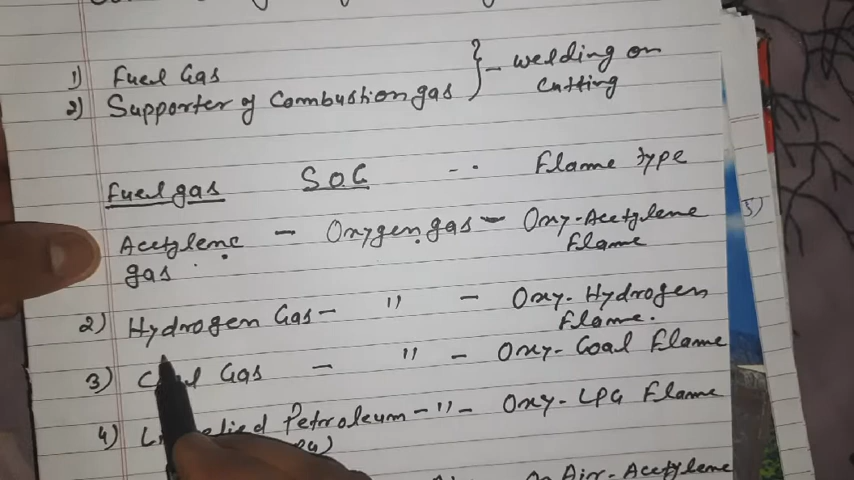 1) Fuel Gas
2) Supporter of Combustion gas } - welding or cutting
Fuel gas SOC -- Flame type
Acetylene gas - Oxygen gas - Oxy-Acetylene Flame
2) Hydrogen Gas - " - Oxy-Hydrogen Flame.
3) Coal Gas - " - Oxy-Coal Flame
4) Petroleum - " - Oxy-LPG Flame
Air-Acetylene
5)